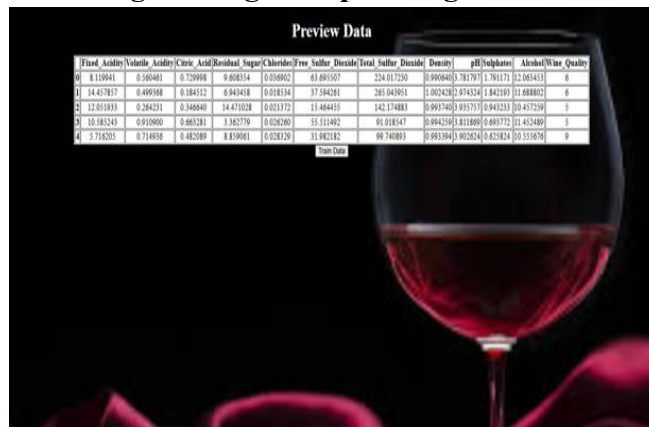 Preview Data
Fixed_Acidity Volatile_Acidity Citric_Acid Residual_Sugar Chlorides Free_Sulfur_Dioxide Total_Sulfur_Dioxide Density pH Sulphates Alcohol Wine_Quality
0 8.119941 0.560461 0.729998 9.608354 0.036902 63.695507 224.017230 0.990640 3.781797 1.791171 12.065453 6
1 14.457857 0.499368 0.184512 6.943458 0.018534 37.594261 265.043951 1.002428 2.974324 1.842193 11.688802 6
2 12.051933 0.264231 0.346640 14.471028 0.021372 15.464455 142.174883 0.993740 3.935757 0.943233 10.457259 5
3 10.585243 0.910900 0.663281 3.362779 0.026260 55.511492 91.018547 0.994259 3.811869 0.695772 11.452489 5
4 5.716205 0.714936 0.482089 8.839061 0.028329 31.982182 99.740893 0.993394 3.902624 0.625824 10.555676 9
Train Data